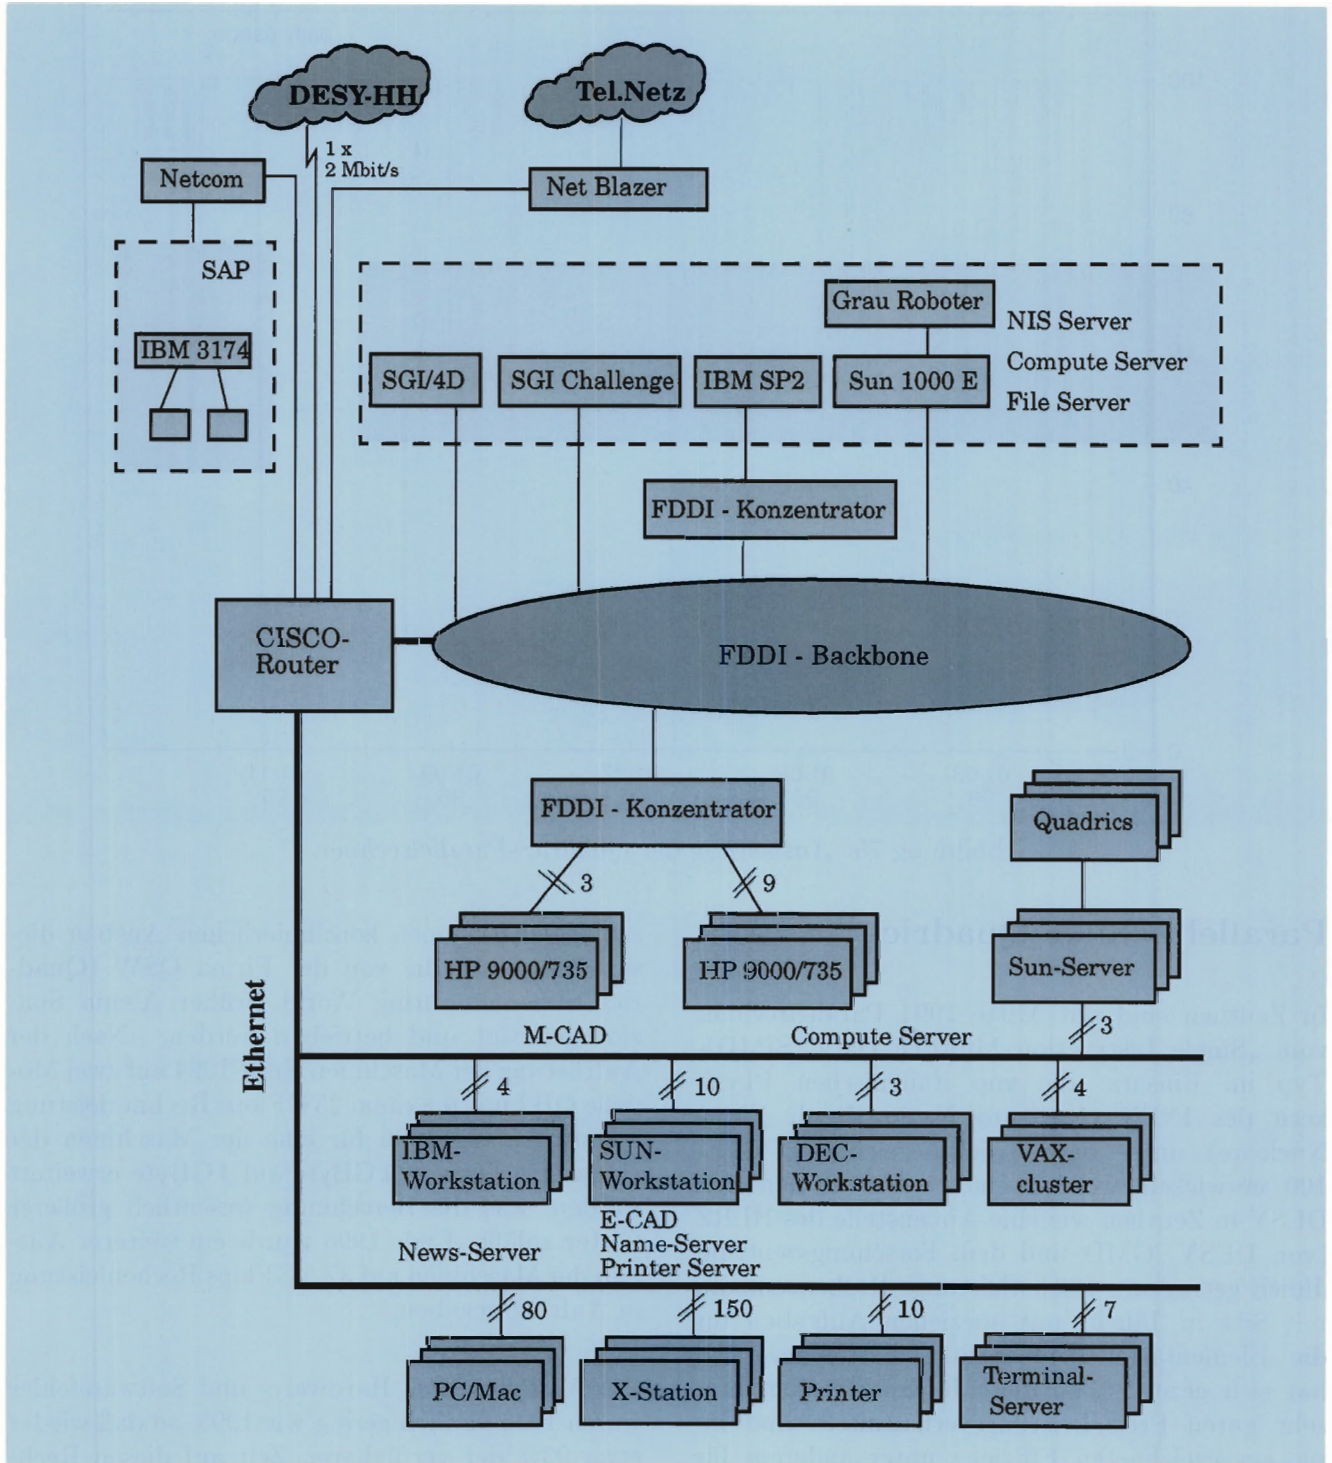 DESY-HH
Tel.Netz
1 x
2 Mbit/s
Netcom
Net Blazer
SAP
Grau Roboter
NIS Server
IBM 3174
SGI/4D
SGI Challenge
IBM SP2
Sun 1000 E
Compute Server
File Server
FDDI - Konzentrator
CISCO-
Router
FDDI - Backbone
FDDI - Konzentrator
Quadrics
3
9
HP 9000/735
HP 9000/735
Sun-Server
M-CAD
Compute Server
3
Ethernet
4
10
3
4
IBM-
Workstation
SUN-
Workstation
DEC-
Workstation
VAX-
cluster
News-Server
E-CAD
Name-Server
Printer Server
80
150
10
7
PC/Mac
X-Station
Printer
Terminal-
Server